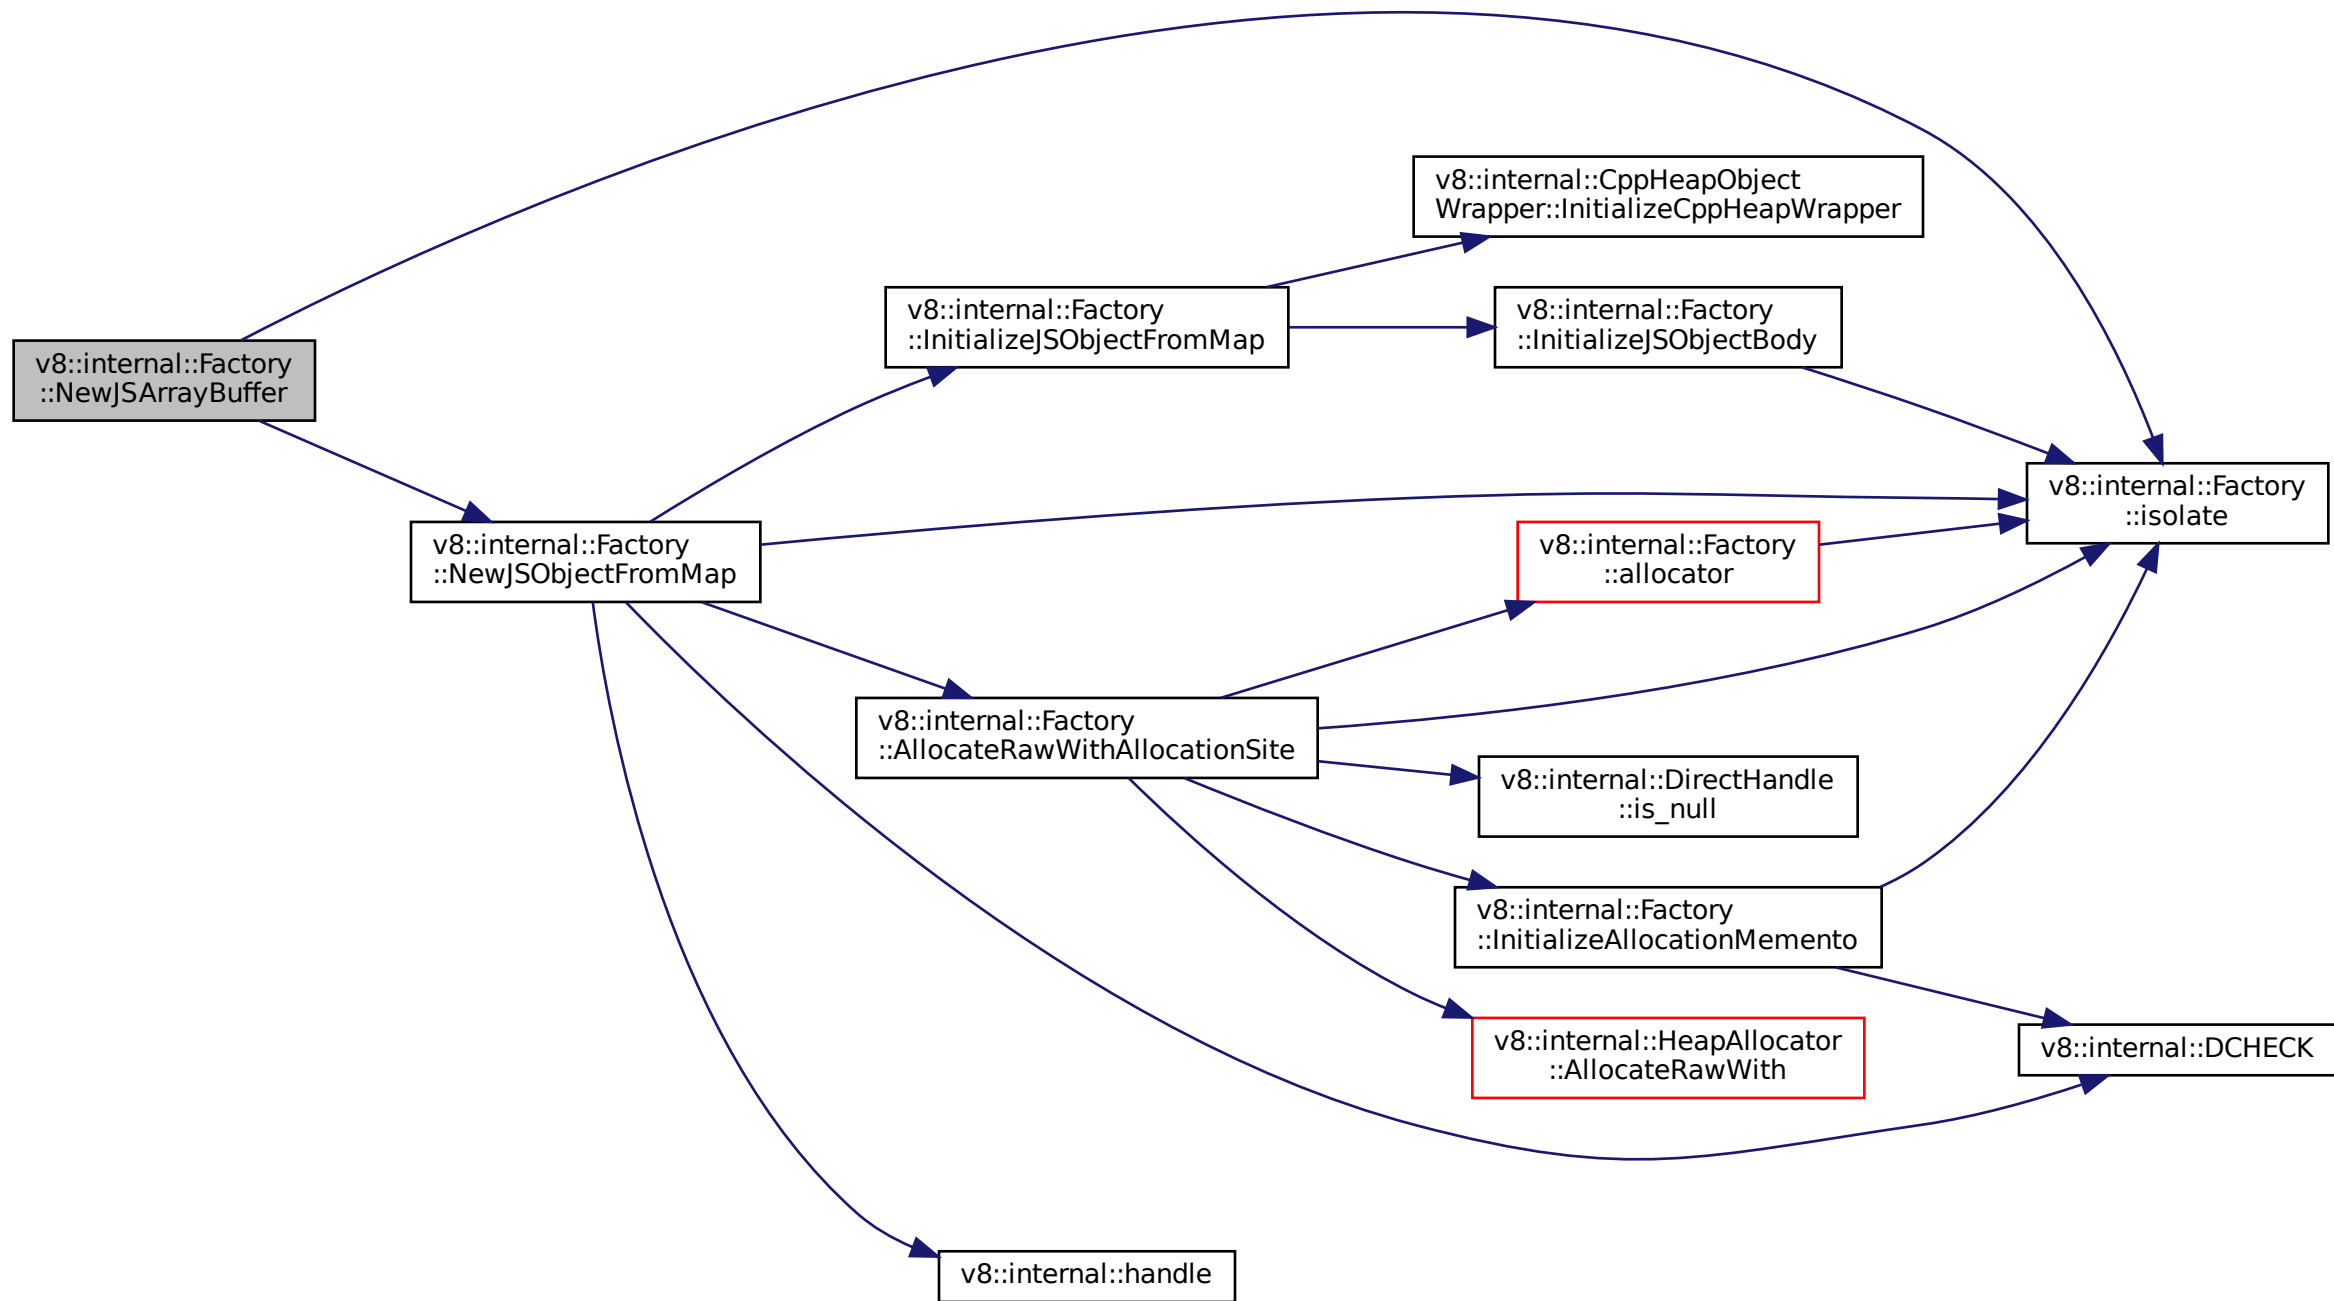 v8::internal::Factory
::NewJSArrayBuffer
v8::internal::Factory
::NewJSObjectFromMap
v8::internal::Factory
::InitializeJSObjectFromMap
v8::internal::CppHeapObject
Wrapper::InitializeCppHeapWrapper
v8::internal::Factory
::InitializeJSObjectBody
v8::internal::Factory
::isolate
v8::internal::Factory
::allocator
v8::internal::Factory
::AllocateRawWithAllocationSite
v8::internal::DirectHandle
::is_null
v8::internal::Factory
::InitializeAllocationMemento
v8::internal::HeapAllocator
::AllocateRawWith
v8::internal::DCHECK
v8::internal::handle